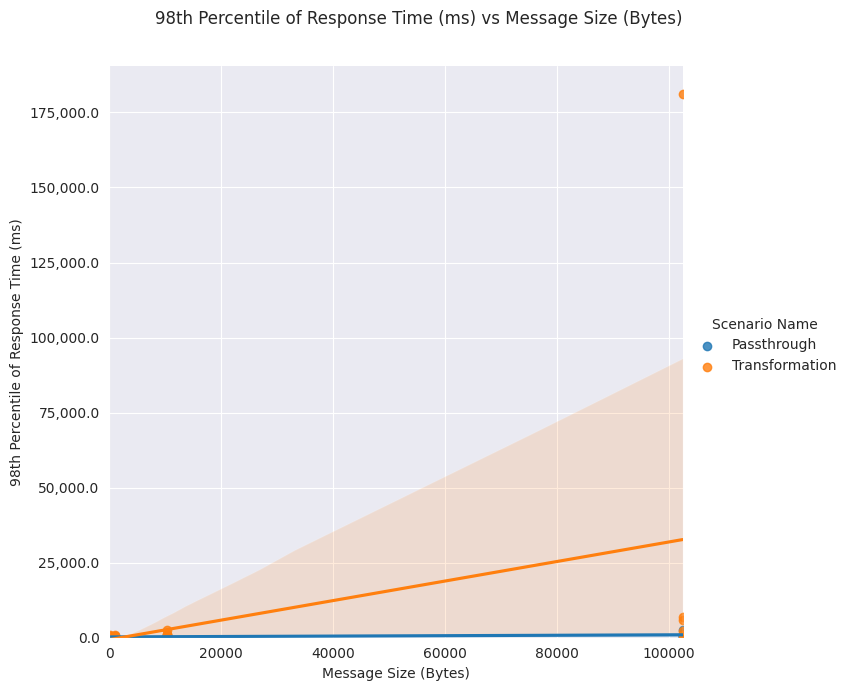 98th Percentile of Response Time (ms) vs Message Size (Bytes)
98th Percentile of Response Time (ms)
175,000.0
150,000.0
125,000.0
100,000.0
75,000.0
50,000.0
25,000.0
0.0
0
20000
40000
60000
80000
100000
Message Size (Bytes)
Scenario Name
Passthrough
Transformation